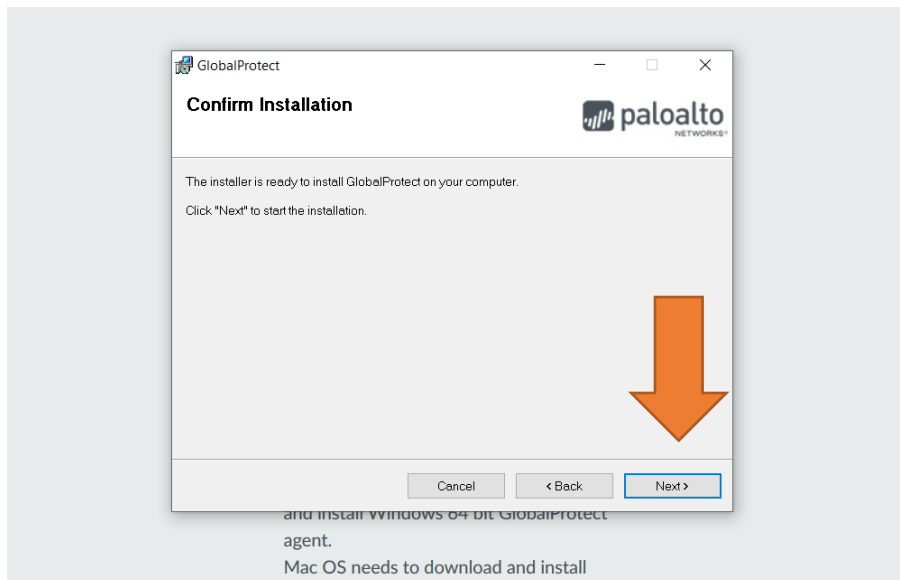 GlobalProtect
Confirm Installation
paloalto
NETWORKS®
The installer is ready to install GlobalProtect on your computer.
Click "Next" to start the installation.
Cancel
< Back
Next >
and install Windows 64 bit GlobalProtect
agent.
Mac OS needs to download and install